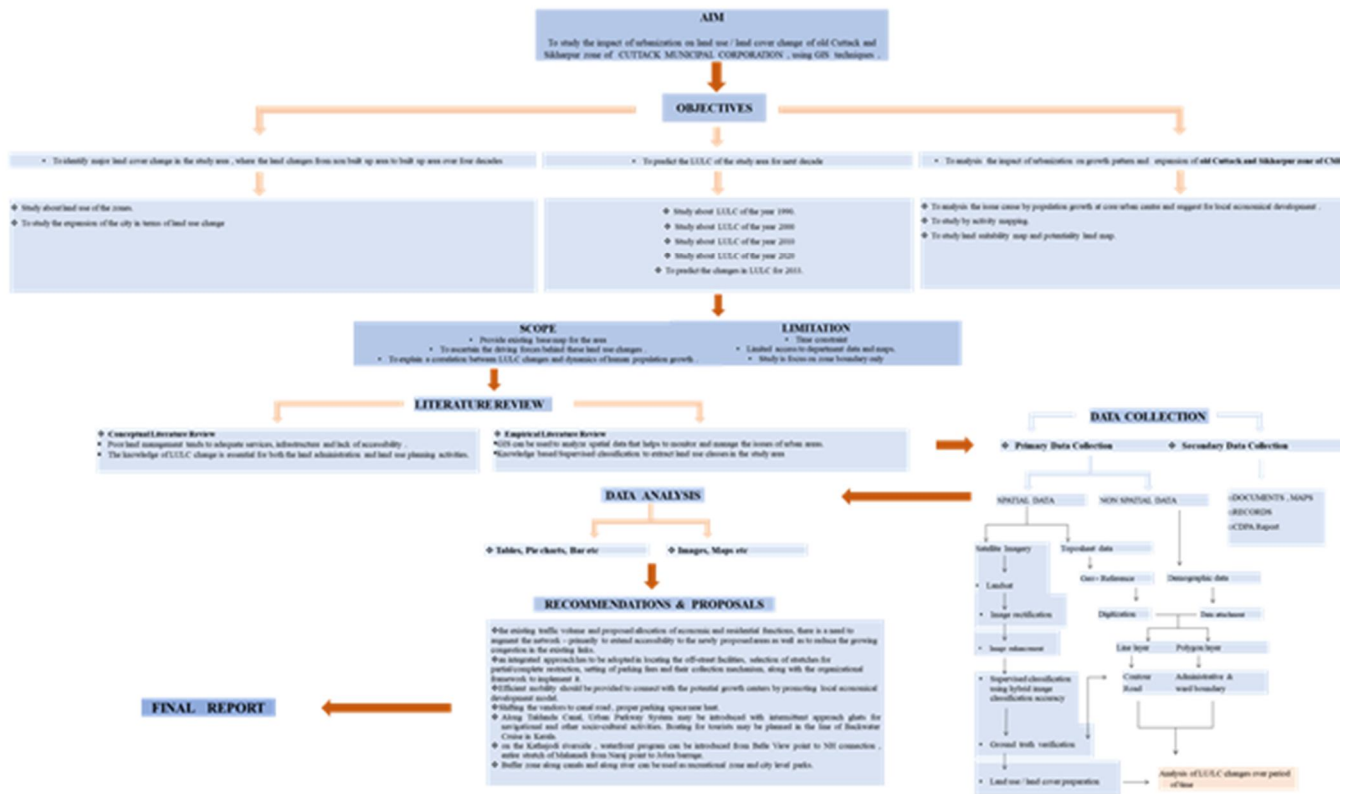 AIM
To study the impact of urbanization on land use / land cover change of old Cuttack and
Sikharpur zone of CUTTACK MUNICIPAL CORPORATION , using GIS techniques .
OBJECTIVES
• To identify major land cover change in the study area , where the land changes from non built up area to built up area over four decades
• To predict the LULC of the study area for next decade
• To analysis the impact of urbanization on growth pattern and expansion of old Cuttack and Sikharpur zone of CM
❖ Study about land use of the zones.
❖ To study the expansion of the city in terms of land use change
❖ Study about LULC of the year 1990.
❖ Study about LULC of the year 2000
❖ Study about LULC of the year 2010
❖ Study about LULC of the year 2020
❖ To predict the changes in LULC for
❖ To analysis the issue cause by population growth at core urban center and suggest for local economical development .
❖ To study by activity mapping.
❖ To study land suitability map and potentiality land map.
SCOPE
• Provide existing base map for the area
• To ascertain the driving forces behind these land use changes .
• To explain a correlation between LULC changes and dynamics of human population growth .
LIMITATION
• Time constraint
• Limited access to department data and maps.
• Study is focus on zone boundary only
LITERATURE REVIEW
❖ Conceptual Literature Review
• Poor land management tends to adequate services, infrastructure and lack of accessibility .
• The knowledge of LULC change is essential for both the land administration and land use planning activities.
❖ Empirical Literature Review
▪GIS can be used to analyze spatial data that helps to monitor and manage the issues of urban areas.
▪Knowledge based Supervised classification to extract land use classes in the study area
DATA COLLECTION
❖ Primary Data Collection
❖ Secondary Data Collection
SPATIAL DATA
NON SPATIAL DATA
oDOCUMENTS , MAPS
oRECORDS
oCDPA Report
Satellite Imagery
Toposheet data
• Landsat
Geo - Reference
Demographic data
• Image rectification
Digitization
Data attachment
• Image enhancement
Line layer
Polygon layer
• Supervised classification
using hybrid image
classification accuracy
Contour
Road
Administrative &
ward boundary
• Ground truth verification
• Land use / land cover preparation
Analysis of LU/LC changes over period
of time
DATA ANALYSIS
❖ Tables, Pie charts, Bar etc
❖ Images, Maps etc
RECOMMENDATIONS & PROPOSALS
❖the existing traffic volume and proposed allocation of economic and residential functions, there is a need to
augment the network – primarily to extend accessibility to the newly proposed areas as well as to reduce the growing
congestion in the existing links.
❖an integrated approach has to be adopted in locating the off-street facilities, selection of stretches for
partial/complete restriction, setting of parking fees and their collection mechanism, along with the organizational
framework to implement it.
❖Efficient mobility should be provided to connect with the potential growth centers by promoting local economical
development model.
❖Shifting the vendors to canal road , proper parking space near
❖ Along Taldanda Canal, Urban Parkway System may be introduced with intermittent approach ghats for
navigational and other socio-cultural activities. Boating for tourists may be planned in the line of Backwater
Cruise in Kerala.
❖ on the Kathajodi riverside , waterfront program can be introduced from Belle View point to NH connection ,
entire stretch of Mahanadi from Naraj point to Jobra barrage.
❖ Buffer zone along canals and along river can be used as recreational zone and city level parks.
FINAL REPORT